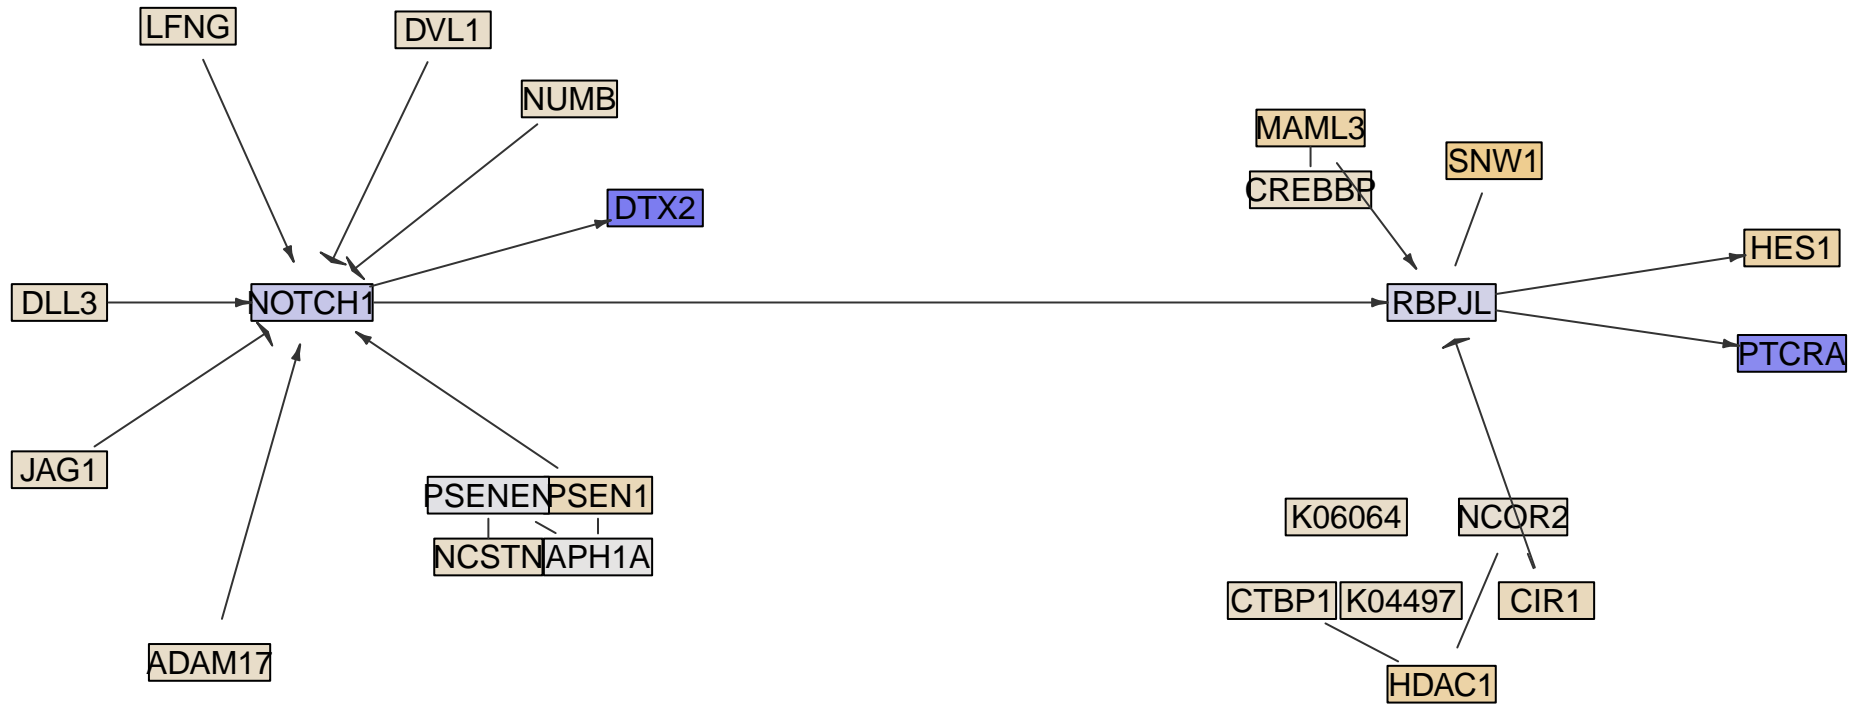 LFNG
DVL1
NUMB
MAML3
SNW1
CREBBP
DTX2
HES1
DLL3
NOTCH1
RBPJL
PTCRA
JAG1
PSENEN
PSEN1
K06064
NCOR2
NCSTN
APH1A
CTBP1
K04497
CIR1
ADAM17
HDAC1